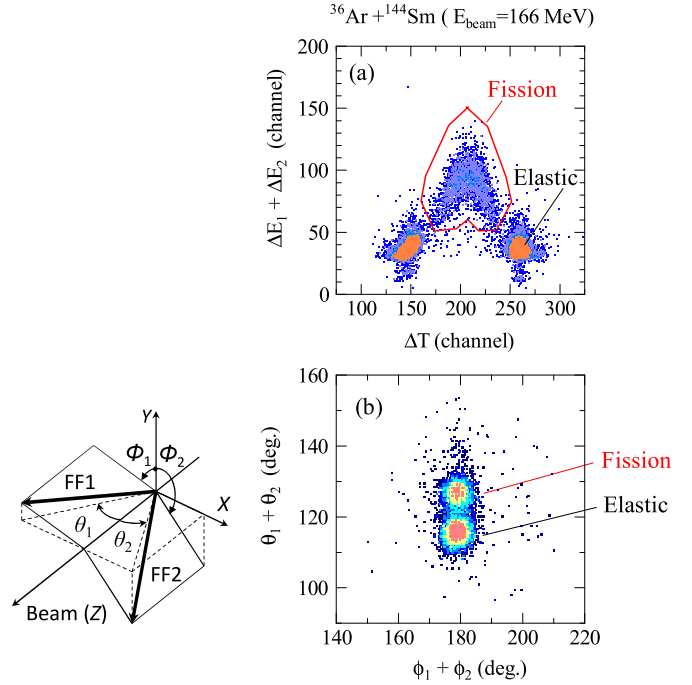 ³⁶Ar +¹⁴⁴Sm ( E_beam=166 MeV)
(a)
Fission
Elastic
ΔE₁ + ΔE₂ (channel)
200
150
100
50
0
100 150 200 250 300
ΔT (channel)
(b)
Fission
Elastic
θ₁ + θ₂ (deg.)
160
140
120
100
140 160 180 200 220
ϕ₁ + ϕ₂ (deg.)
Y
Φ₁ Φ₂
FF1
X
θ₁
θ₂
FF2
Beam (Z)